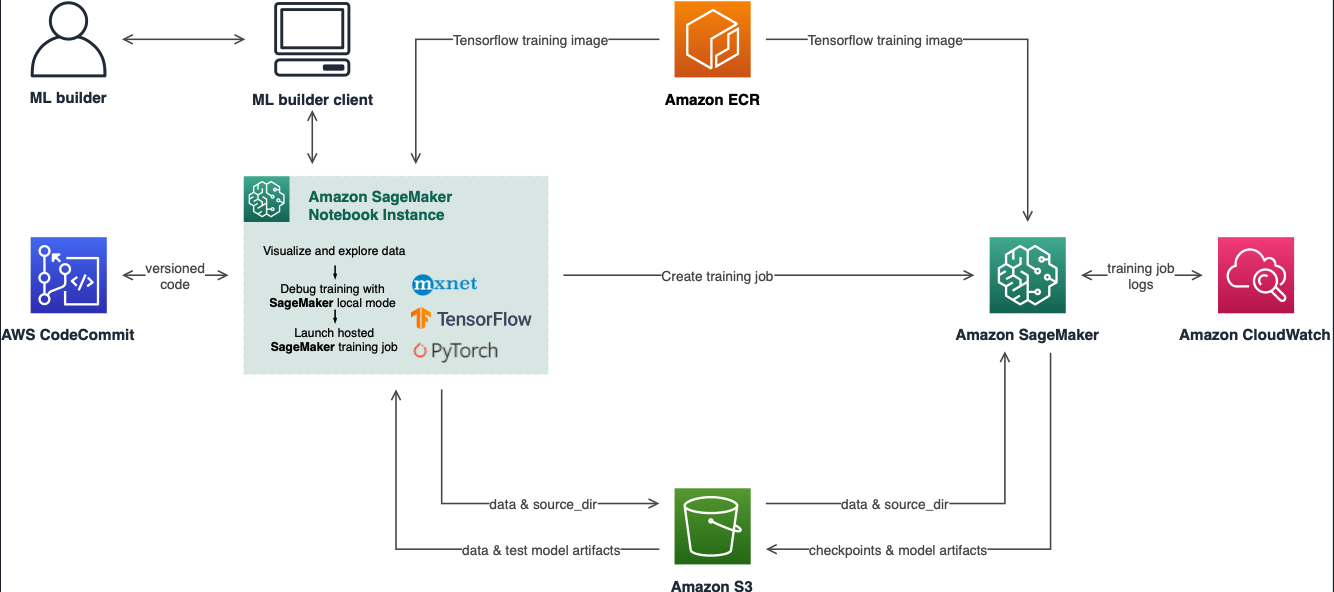 Tensorflow training image
Tensorflow training image
ML builder
ML builder client
Amazon ECR
Amazon SageMaker
Notebook Instance
Visualize and explore data
Debug training with
SageMaker local mode
Launch hosted
SageMaker training job
mxnet
TensorFlow
PyTorch
versioned
code
AWS CodeCommit
Create training job
training job
logs
Amazon SageMaker
Amazon CloudWatch
data & source_dir
data & source_dir
data & test model artifacts
checkpoints & model artifacts
Amazon S3